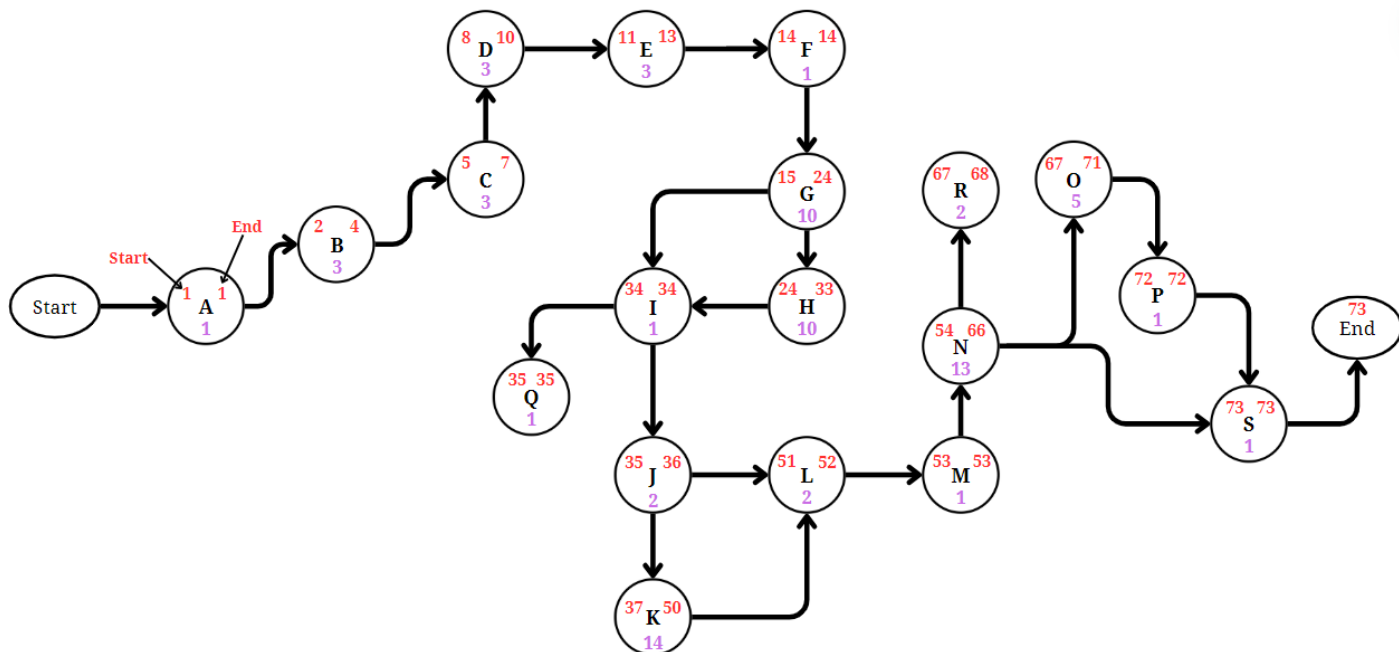 Start
Start
End
1 1
A
1
2 4
B
3
5 7
C
3
8 10
D
3
11 13
E
3
14 14
F
1
15 24
G
10
24 33
H
10
34 34
I
1
35 35
Q
1
35 36
J
2
37 50
K
14
51 52
L
2
53 53
M
1
54 66
N
13
67 68
R
2
67 71
O
5
72 72
P
1
73 73
S
1
73
End